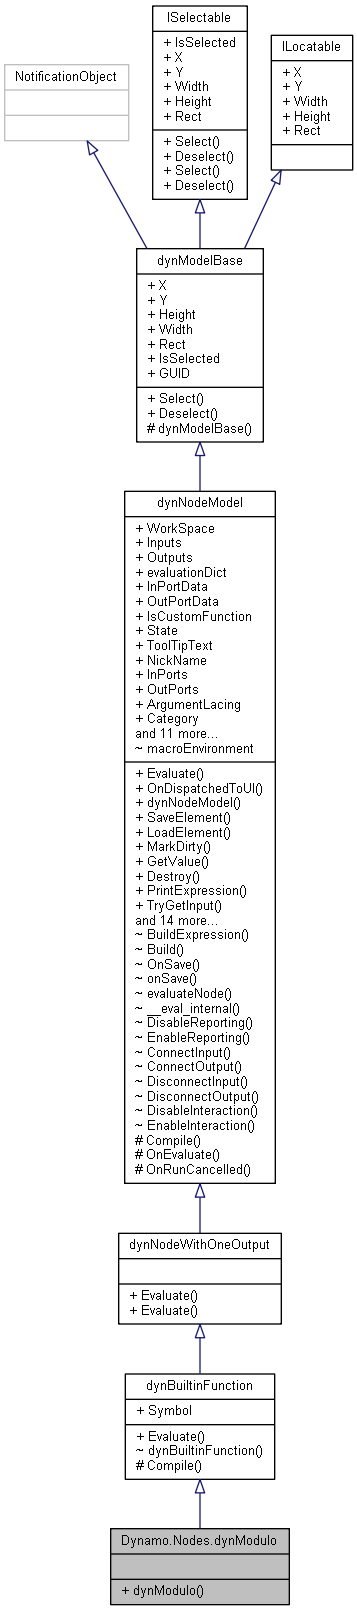 ISelectable
+ IsSelected
+ X
+ Y
+ Width
+ Height
+ Rect
+ Select()
+ Deselect()
+ Select()
+ Deselect()
ILocatable
+ X
+ Y
+ Width
+ Height
+ Rect
NotificationObject
dynModelBase
+ X
+ Y
+ Height
+ Width
+ Rect
+ IsSelected
+ GUID
+ Select()
+ Deselect()
# dynModelBase()
dynNodeModel
+ WorkSpace
+ Inputs
+ Outputs
+ evaluationDict
+ InPortData
+ OutPortData
+ IsCustomFunction
+ State
+ ToolTipText
+ NickName
+ InPorts
+ OutPorts
+ ArgumentLacing
+ Category
and 11 more...
~ macroEnvironment
+ Evaluate()
+ OnDispatchedToUI()
+ dynNodeModel()
+ SaveElement()
+ LoadElement()
+ MarkDirty()
+ GetValue()
+ Destroy()
+ PrintExpression()
+ TryGetInput()
and 14 more...
~ BuildExpression()
~ Build()
~ OnSave()
~ onSave()
~ evaluateNode()
~ __eval_internal()
~ DisableReporting()
~ EnableReporting()
~ ConnectInput()
~ ConnectOutput()
~ DisconnectInput()
~ DisconnectOutput()
~ DisableInteraction()
~ EnableInteraction()
# Compile()
# OnEvaluate()
# OnRunCancelled()
dynNodeWithOneOutput
+ Evaluate()
+ Evaluate()
dynBuiltinFunction
+ Symbol
+ Evaluate()
~ dynBuiltinFunction()
# Compile()
Dynamo.Nodes.dynModulo
+ dynModulo()